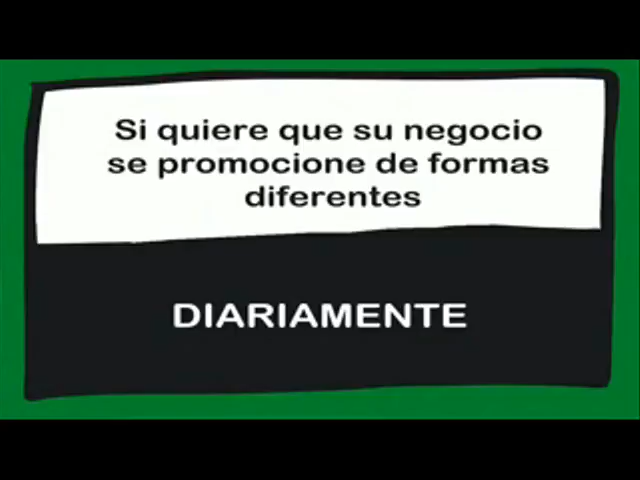 Si quiere que su negocio
se promocione de formas
diferentes
DIARIAMENTE